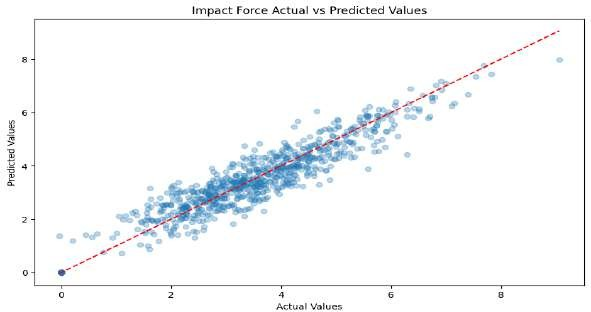 Impact Force Actual vs Predicted Values
Predicted Values
8
6
4
2
0
0 2 4 6 8
Actual Values